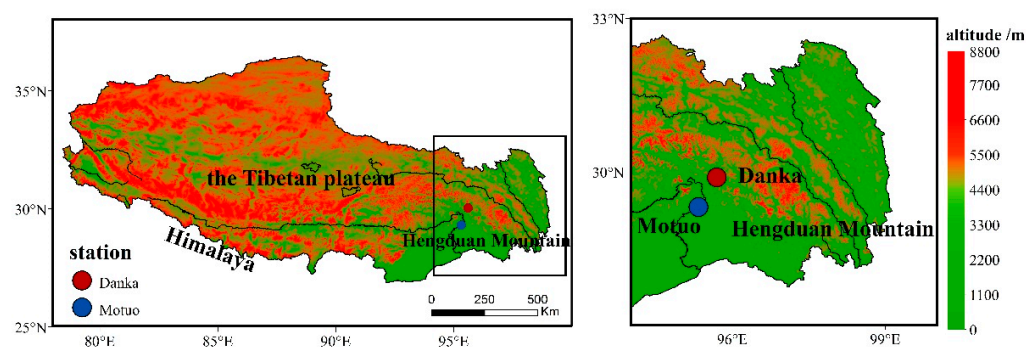 35°N
30°N
25°N
80°E
85°E
90°E
95°E
the Tibetan plateau
Himalaya
Hengduan Mountain
station
Danka
Motuo
0 250 500
Km
33°N
30°N
96°E
99°E
Danka
Motuo
Hengduan Mountain
altitude /m
8800
7700
6600
5500
4400
3300
2200
1100
0